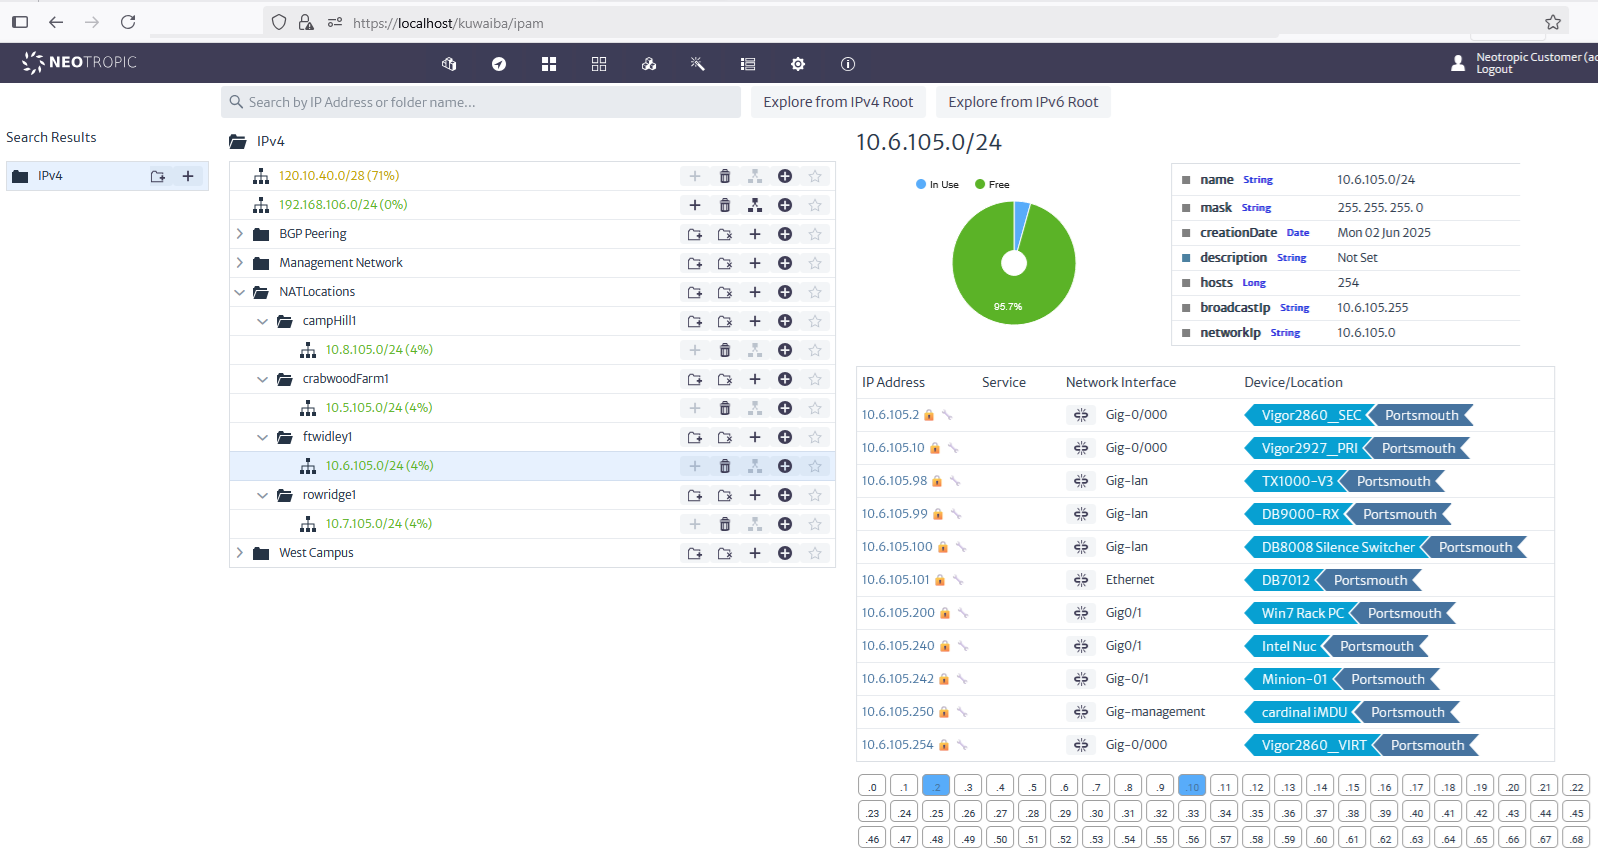 https://localhost/kuwaiba/ipam
NEOTROPIC
Neotropic Customer (ac
Logout
Search by IP Address or folder name...
Explore from IPv4 Root
Explore from IPv6 Root
Search Results
IPv4
IPv4
120.10.40.0/28 (71%)
192.168.106.0/24 (0%)
BGP Peering
Management Network
NATLocations
campHill1
10.8.105.0/24 (4%)
crabwoodFarm1
10.5.105.0/24 (4%)
ftwidley1
10.6.105.0/24 (4%)
rowridge1
10.7.105.0/24 (4%)
West Campus
10.6.105.0/24
In Use Free
95.7%
name String 10.6.105.0/24
mask String 255. 255. 255. 0
creationDate Date Mon 02 Jun 2025
description String Not Set
hosts Long 254
broadcastIp String 10.6.105.255
networkIp String 10.6.105.0
IP Address Service Network Interface Device/Location
10.6.105.2 Gig-0/000 Vigor2860_SEC Portsmouth
10.6.105.10 Gig-0/000 Vigor2927_PRI Portsmouth
10.6.105.98 Gig-lan TX1000-V3 Portsmouth
10.6.105.99 Gig-lan DB9000-RX Portsmouth
10.6.105.100 Gig-lan DB8008 Silence Switcher Portsmouth
10.6.105.101 Ethernet DB7012 Portsmouth
10.6.105.200 Gig0/1 Win7 Rack PC Portsmouth
10.6.105.240 Gig0/1 Intel Nuc Portsmouth
10.6.105.242 Gig-0/1 Minion-01 Portsmouth
10.6.105.250 Gig-management cardinal iMDU Portsmouth
10.6.105.254 Gig-0/000 Vigor2860_VIRT Portsmouth
.0 .1 .2 .3 .4 .5 .6 .7 .8 .9 .10 .11 .12 .13 .14 .15 .16 .17 .18 .19 .20 .21 .22
.23 .24 .25 .26 .27 .28 .29 .30 .31 .32 .33 .34 .35 .36 .37 .38 .39 .40 .41 .42 .43 .44 .45
.46 .47 .48 .49 .50 .51 .52 .53 .54 .55 .56 .57 .58 .59 .60 .61 .62 .63 .64 .65 .66 .67 .68